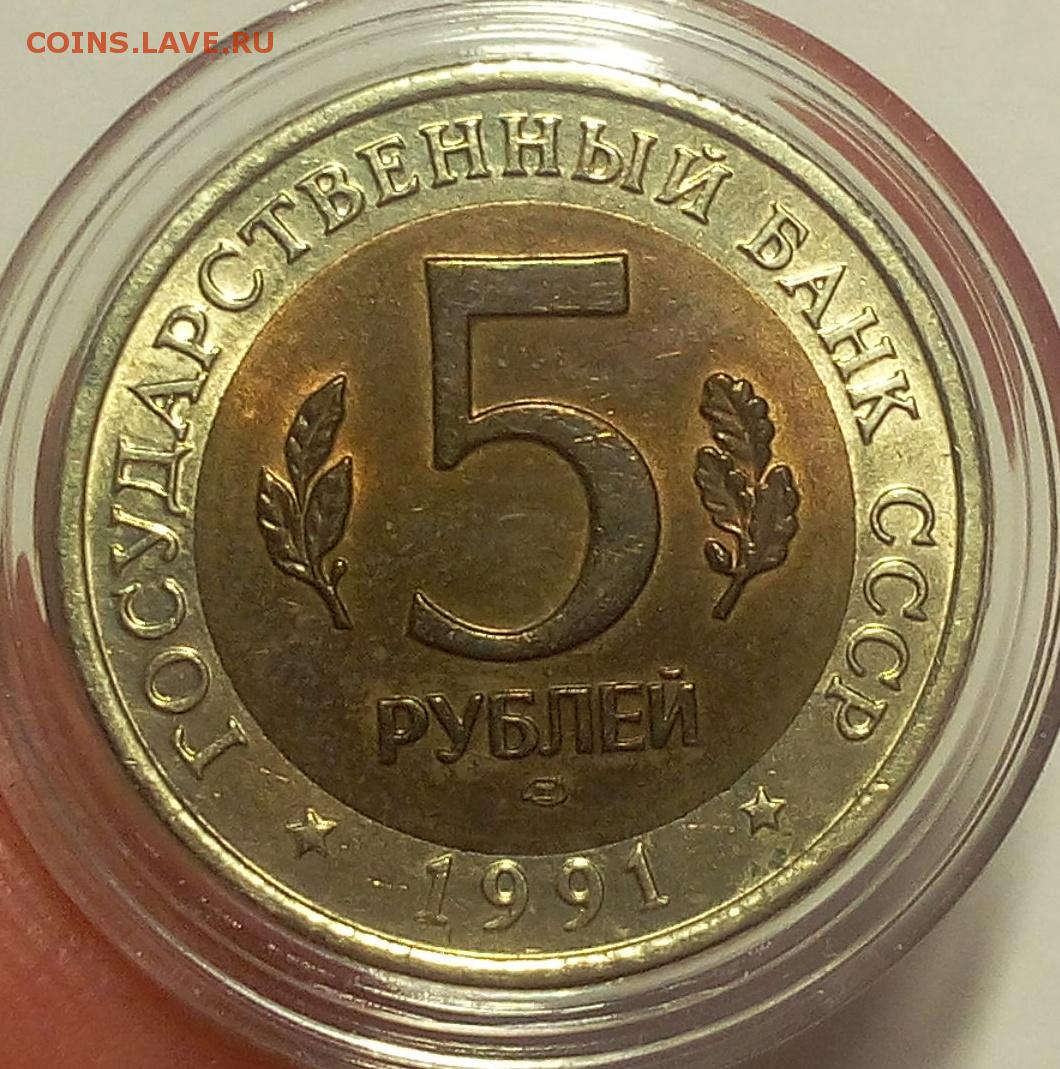 COINS.LAVE.RU
ГОСУДАРСТВЕННЫЙ БАНК СССР
5
РУБЛЕЙ
1991